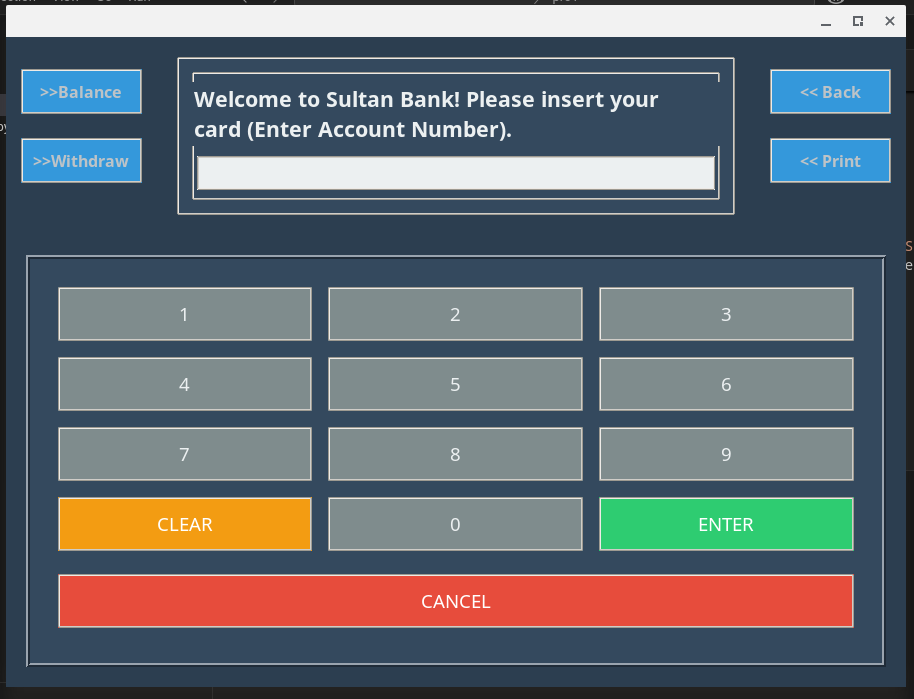 >>Balance
Welcome to Sultan Bank! Please insert your
card (Enter Account Number).
<< Back
>>Withdraw
<< Print
1
2
3
4
5
6
7
8
9
CLEAR
0
ENTER
CANCEL